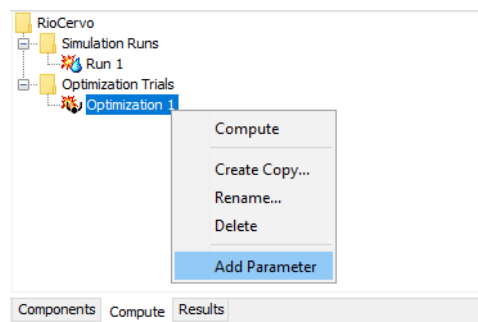 RioCervo
Simulation Runs
Run 1
Optimization Trials
Optimization 1
Compute
Create Copy...
Rename...
Delete
Add Parameter
Components Compute Results